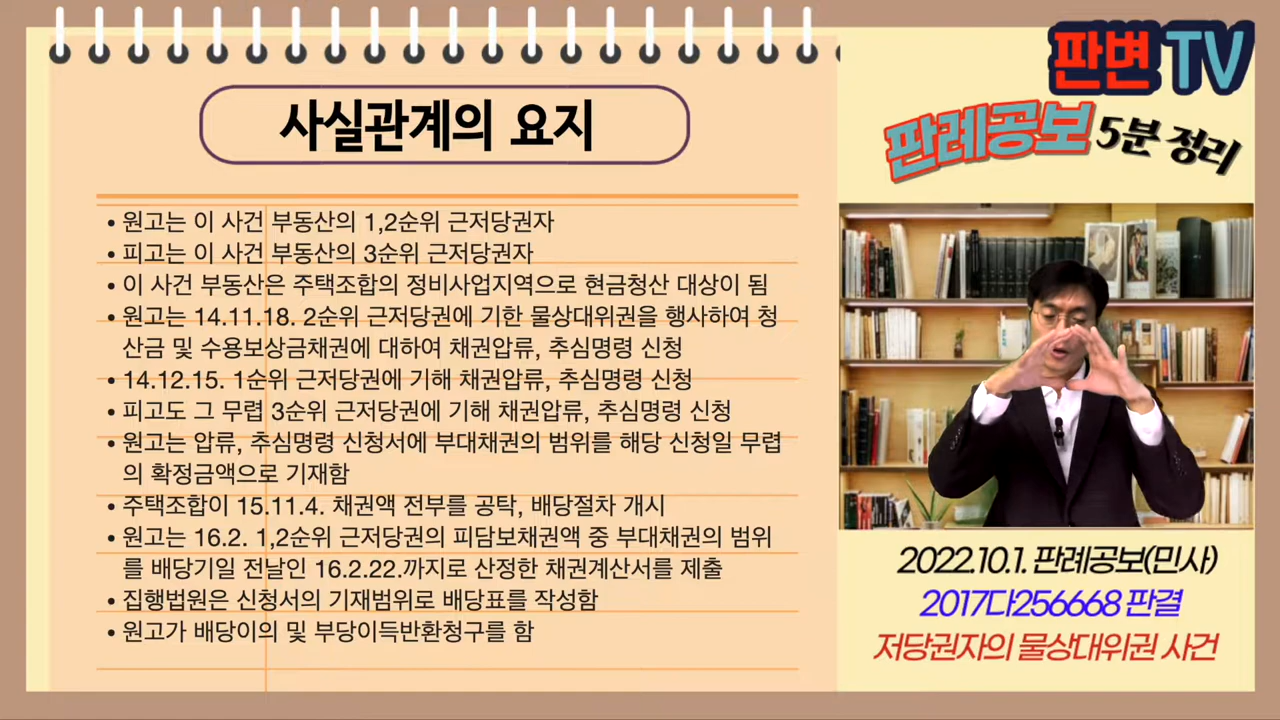 사실관계의 요지
• 원고는 이 사건 부동산의 1,2순위 근저당권자
• 피고는 이 사건 부동산의 3순위 근저당권자
• 이 사건 부동산은 주택조합의 정비사업지역으로 현금청산 대상이 됨
• 원고는 14.11.18. 2순위 근저당권에 기한 물상대위권을 행사하여 청
산금 및 수용보상금채권에 대하여 채권압류, 추심명령 신청
• 14.12.15. 1순위 근저당권에 기해 채권압류, 추심명령 신청
• 피고도 그 무렵 3순위 근저당권에 기해 채권압류, 추심명령 신청
• 원고는 압류, 추심명령 신청서에 부대채권의 범위를 해당 신청일 무렵
의 확정금액으로 기재함
• 주택조합이 15.11.4. 채권액 전부를 공탁, 배당절차 개시
• 원고는 16.2. 1,2순위 근저당권의 피담보채권액 중 부대채권의 범위
를 배당기일 전날인 16.2.22.까지로 산정한 채권계산서를 제출
• 집행법원은 신청서의 기재범위로 배당표를 작성함
• 원고가 배당이의 및 부당이득반환청구를 함
판변 TV
판례공보 5분 정리
2022.10.1. 판례공보(민사)
2017다256668 판결
저당권자의 물상대위권 사건